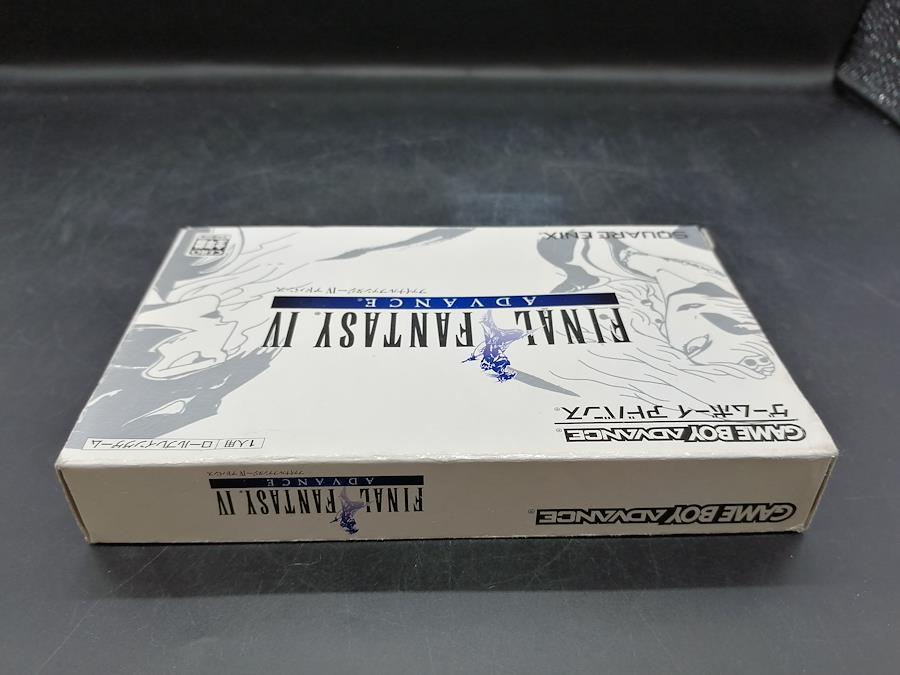 GAME BOY ADVANCE
ゲームボーイアドバンス
FINAL FANTASY IV
ADVANCE
ファイナルファンタジーIV アドバンス
SQUARE ENIX
1人用
ロールプレイングゲーム
GAME BOY ADVANCE
FINAL FANTASY IV
ADVANCE
ファイナルファンタジーIV アドバンス